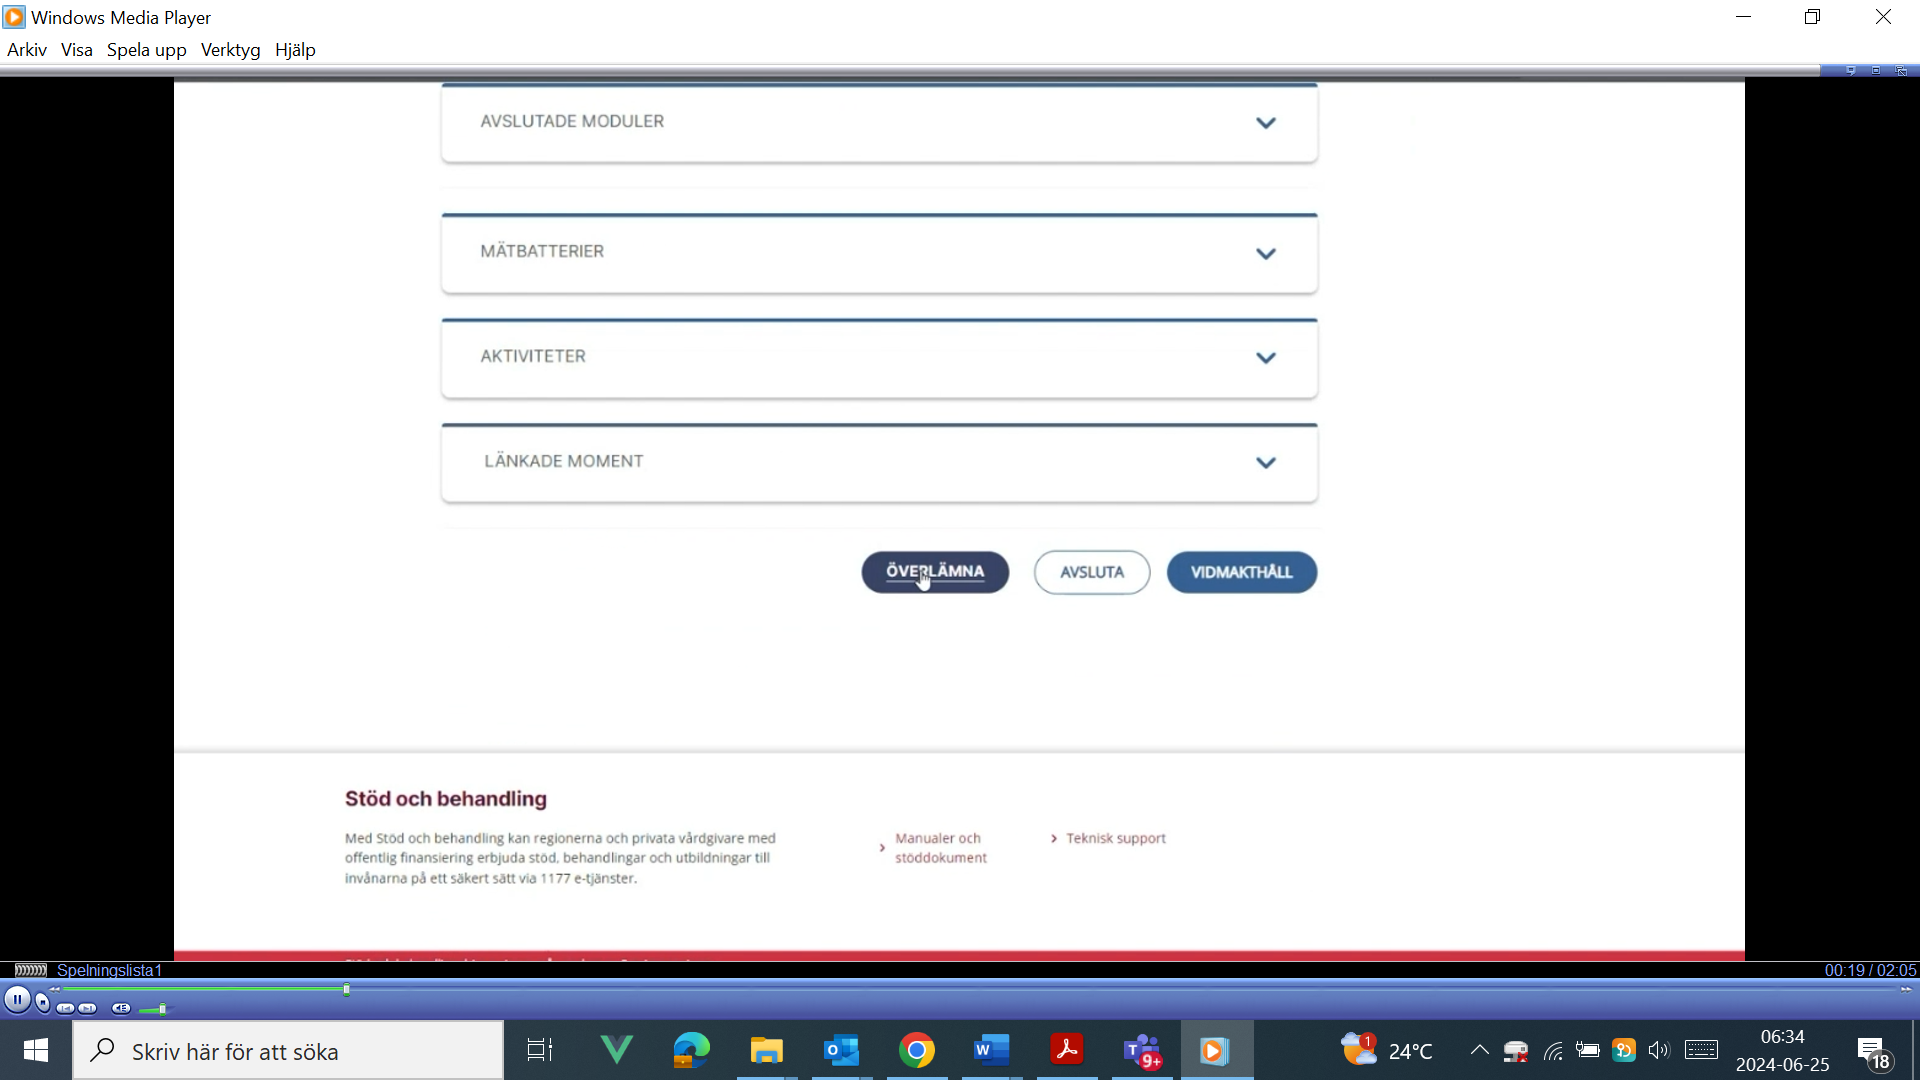 Windows Media Player
Arkiv Visa Spela upp Verktyg Hjälp
AVSLUTADE MODULER
MÄTBATTERIER
AKTIVITETER
LÄNKADE MOMENT
ÖVERLÄMNA AVSLUTA VIDMAKTHÅLL
Stöd och behandling
Med Stöd och behandling kan regionerna och privata vårdgivare med
offentlig finansiering erbjuda stöd, behandlingar och utbildningar till
invånarna på ett säkert sätt via 1177 e-tjänster.
Manualer och
stöddokument
Teknisk support
Spelningslista1
00:19 / 02:05
Skriv här för att söka
9+
1
24°C
06:34
2024-06-25
18